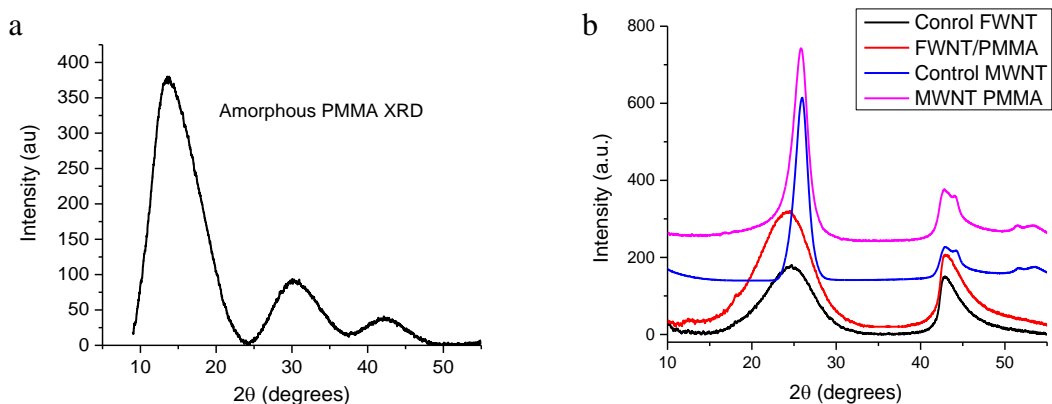 a
400
350
300
250
200
150
100
50
0
Intensity (au)
Amorphous PMMA XRD
10 20 30 40 50
2θ (degrees)
b
800
600
400
200
0
Intensity (a.u.)
Conrol FWNT
FWNT/PMMA
Control MWNT
MWNT PMMA
10 20 30 40 50
2θ (degrees)